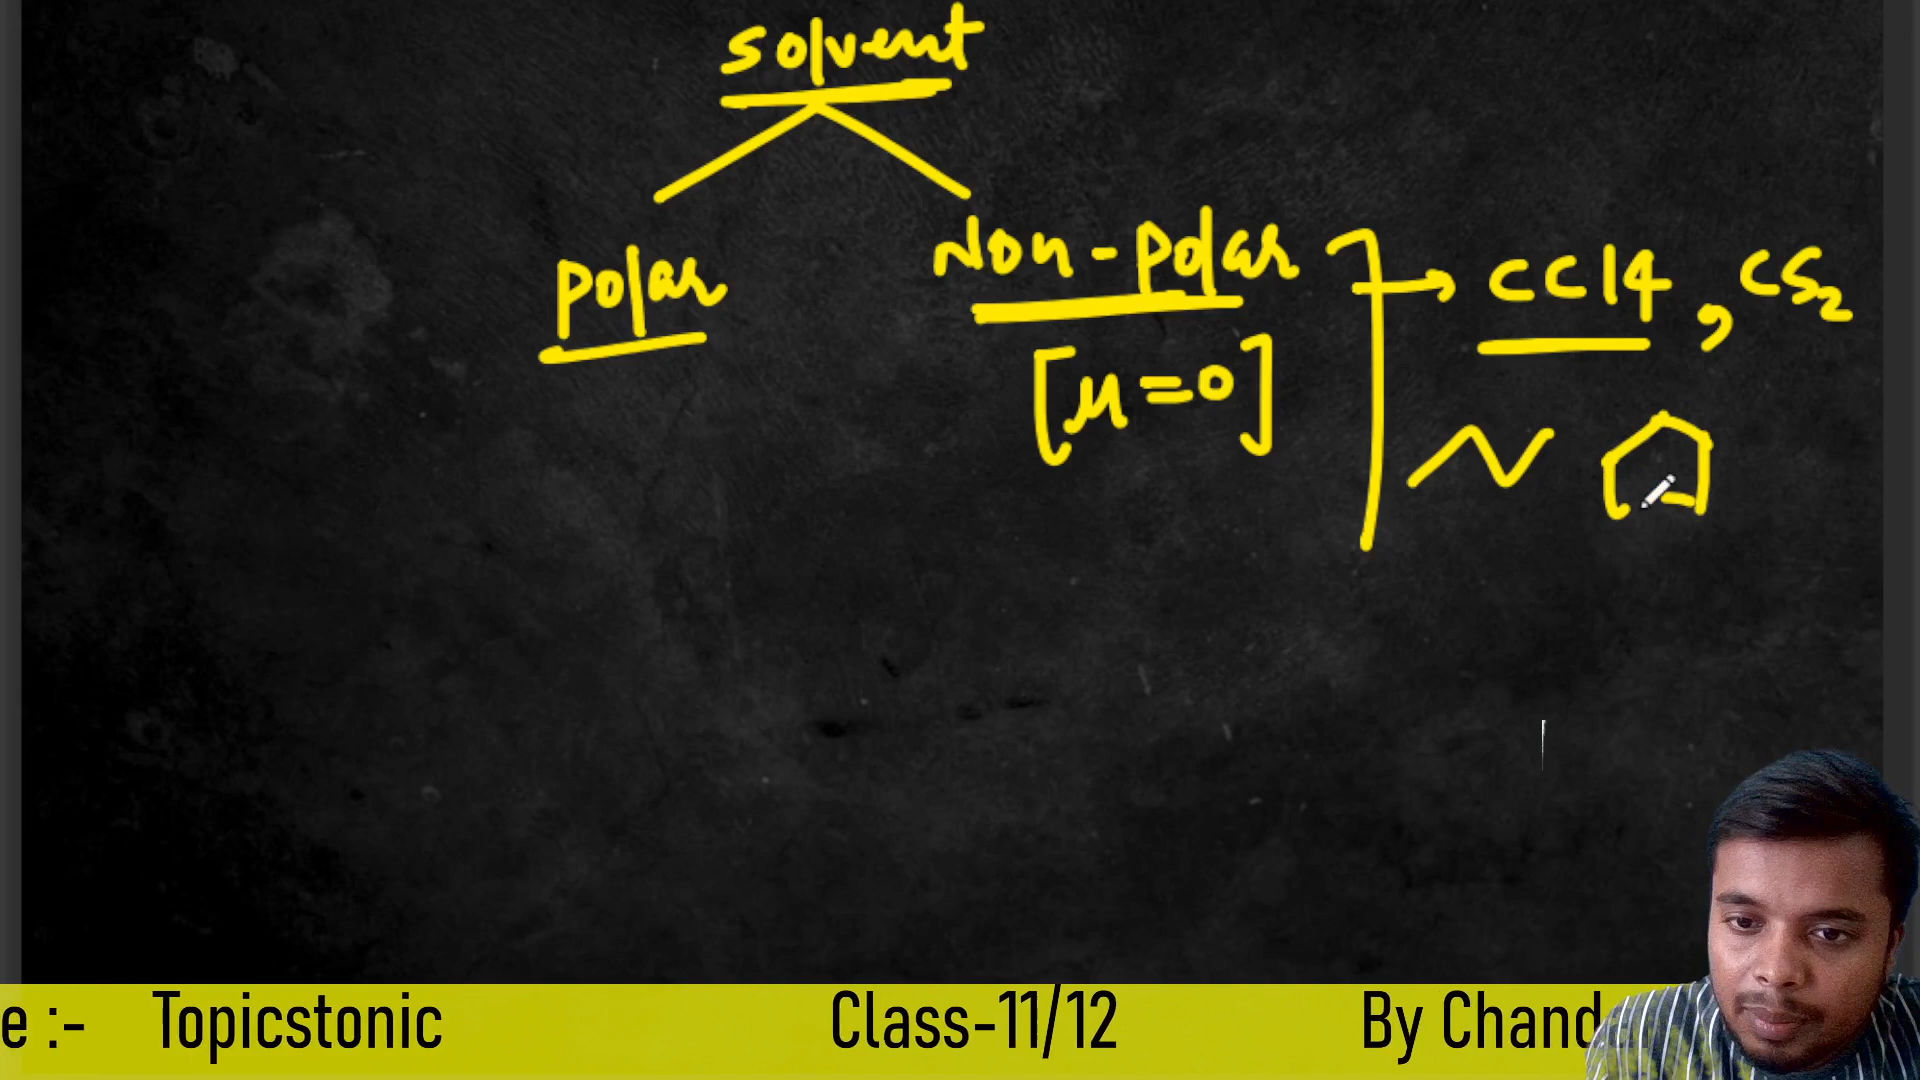 solvent
polar
Non-polar → CCl4, CS2
[μ=0]
e :- Topicstonic Class-11/12 By Chand